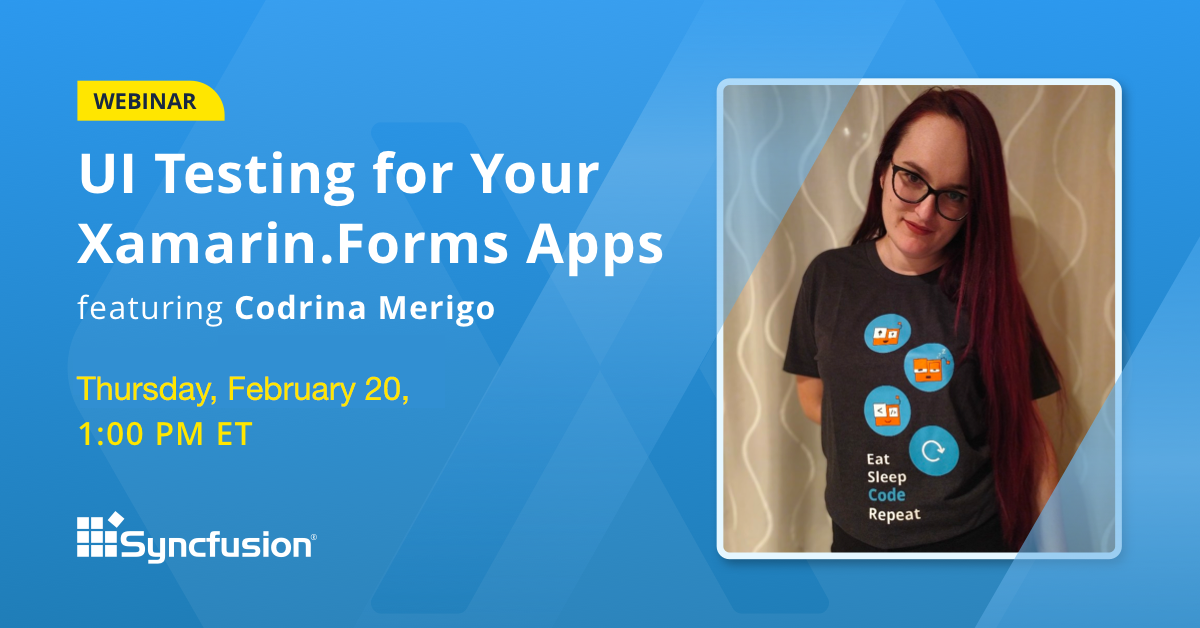 WEBINAR
UI Testing for Your
Xamarin.Forms Apps
featuring Codrina Merigo
Thursday, February 20,
1:00 PM ET
Syncfusion®
Eat
Sleep
Code
Repeat